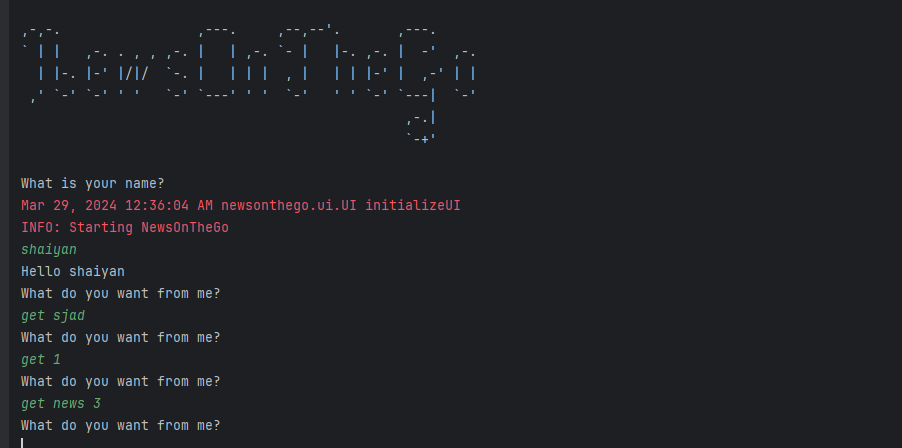 ,-,-.                 ,---.     ,--,--'.       ,---.
` | |   ,-. . , , ,-. |   | ,-. `- |   |-. ,-. |  -'  ,-.
  | |-. |-' |/|/  `-. |   | | |  , |   | | |-' |  ,-' | |
 ,' `-' `-' ' '   `-' `---' ' '  `-'   ' ' `-' `---|  `-'
                                                ,-.|
                                                `-+'
What is your name?
Mar 29, 2024 12:36:04 AM newsonthego.ui.UI initializeUI
INFO: Starting NewsOnTheGo
shaiyan
Hello shaiyan
What do you want from me?
get sjad
What do you want from me?
get 1
What do you want from me?
get news 3
What do you want from me?